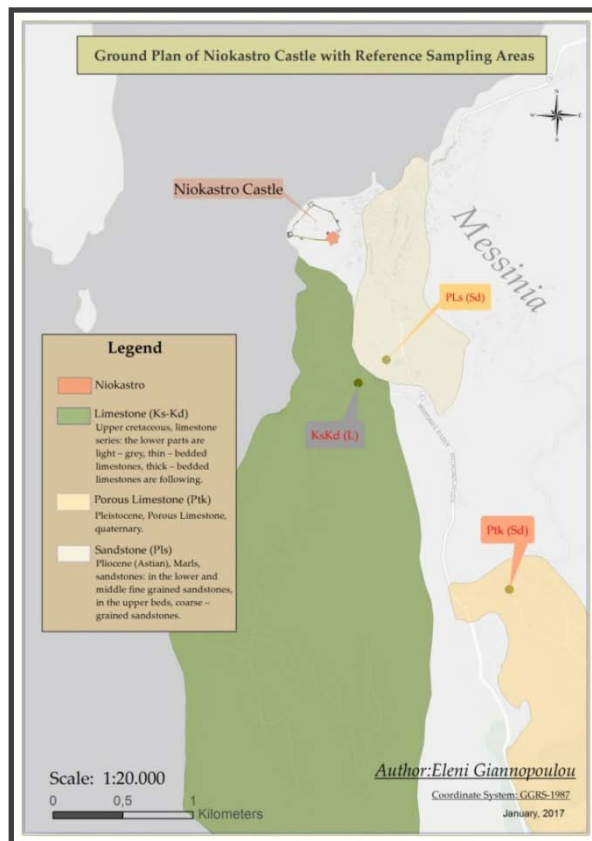 Ground Plan of Niokastro Castle with Reference Sampling Areas
N
W
E
S
Niokastro Castle
Messinia
PLs (Sd)
KsKd (L)
Ptk (Sd)
Legend
Niokastro
Limestone (Ks-Kd)
Upper cretaceous, limestone
series: the lower parts are
light – grey, thin – bedded
limestones, thick – bedded
limestones are following.
Porous Limestone (Ptk)
Pleistocene, Porous Limestone,
quaternary.
Sandstone (Pls)
Pliocene (Astian), Marls,
sandstones: in the lower and
middle fine grained sandstones,
in the upper beds, coarse –
grained sandstones.
Scale: 1:20.000
0 0,5 1
Kilometers
Author:Eleni Giannopoulou
Coordinate System: GGRS-1987
January, 2017